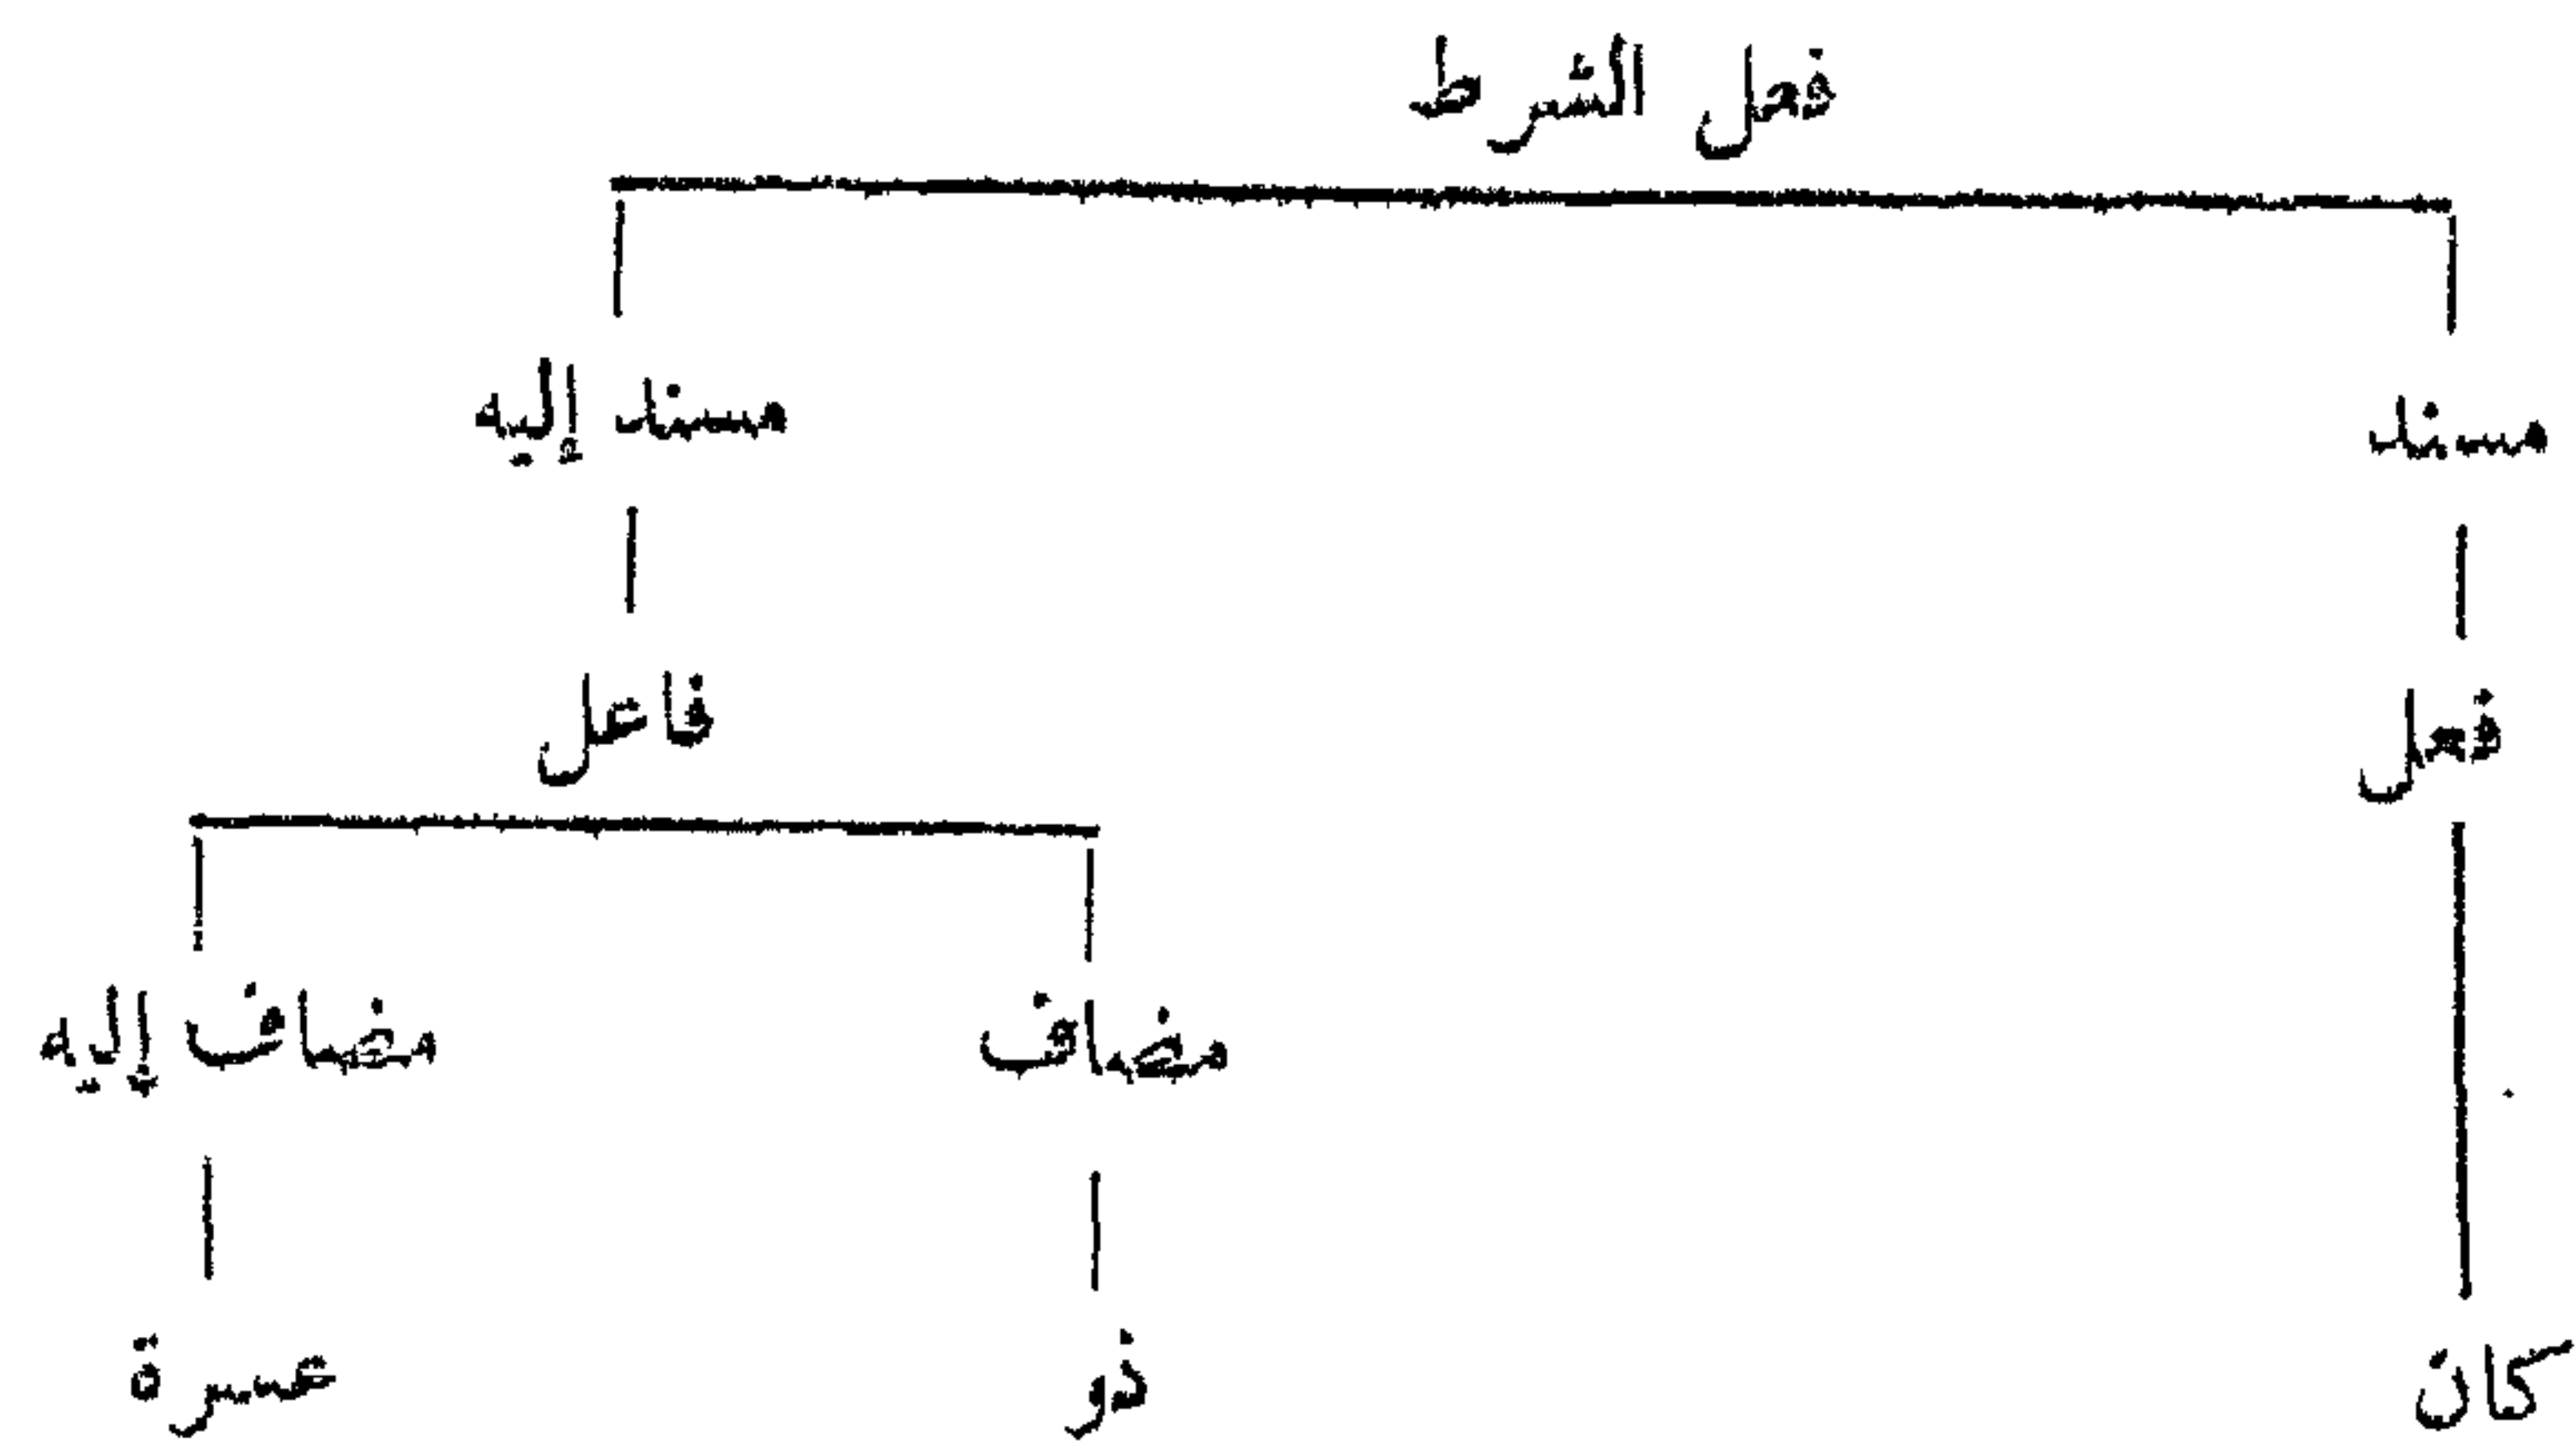 فعل الشرط
مسند مسند إليه
فعل فاعل
مضاف مضاف إليه
كان ذو عسرة